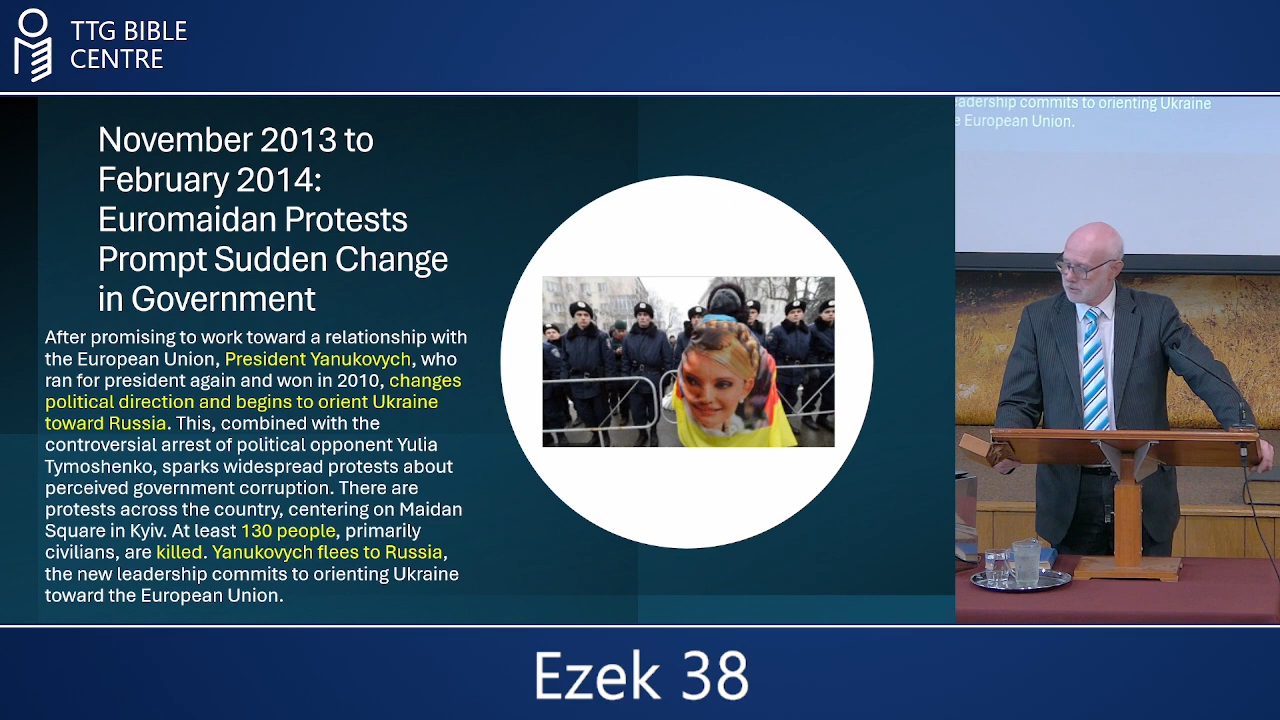 TTG BIBLE
CENTRE
November 2013 to
February 2014:
Euromaidan Protests
Prompt Sudden Change
in Government
After promising to work toward a relationship with
the European Union, President Yanukovych, who
ran for president again and won in 2010, changes
political direction and begins to orient Ukraine
toward Russia. This, combined with the
controversial arrest of political opponent Yulia
Tymoshenko, sparks widespread protests about
perceived government corruption. There are
protests across the country, centering on Maidan
Square in Kyiv. At least 130 people, primarily
civilians, are killed. Yanukovych flees to Russia,
the new leadership commits to orienting Ukraine
toward the European Union.
eadership commits to orienting Ukraine
e European Union.
Ezek 38